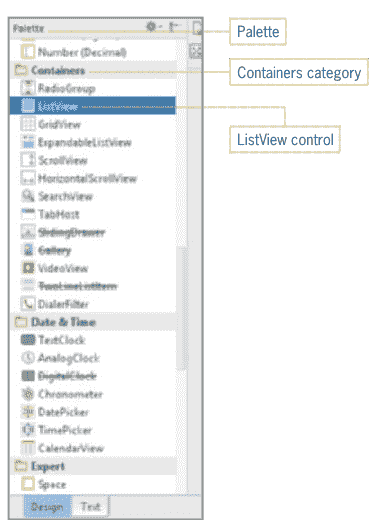 Palette
Palette
Number (Decimal)
Containers
Containers category
RadioGroup
ListView
GridView
ListView control
ExpandableListView
ScrollView
HorizontalScrollView
SearchView
TabHost
SlidingDrawer
Gallery
VideoView
TwoLineListItem
DialerFilter
Date & Time
TextClock
AnalogClock
DigitalClock
Chronometer
DatePicker
TimePicker
CalendarView
Expert
Space
Design
Text